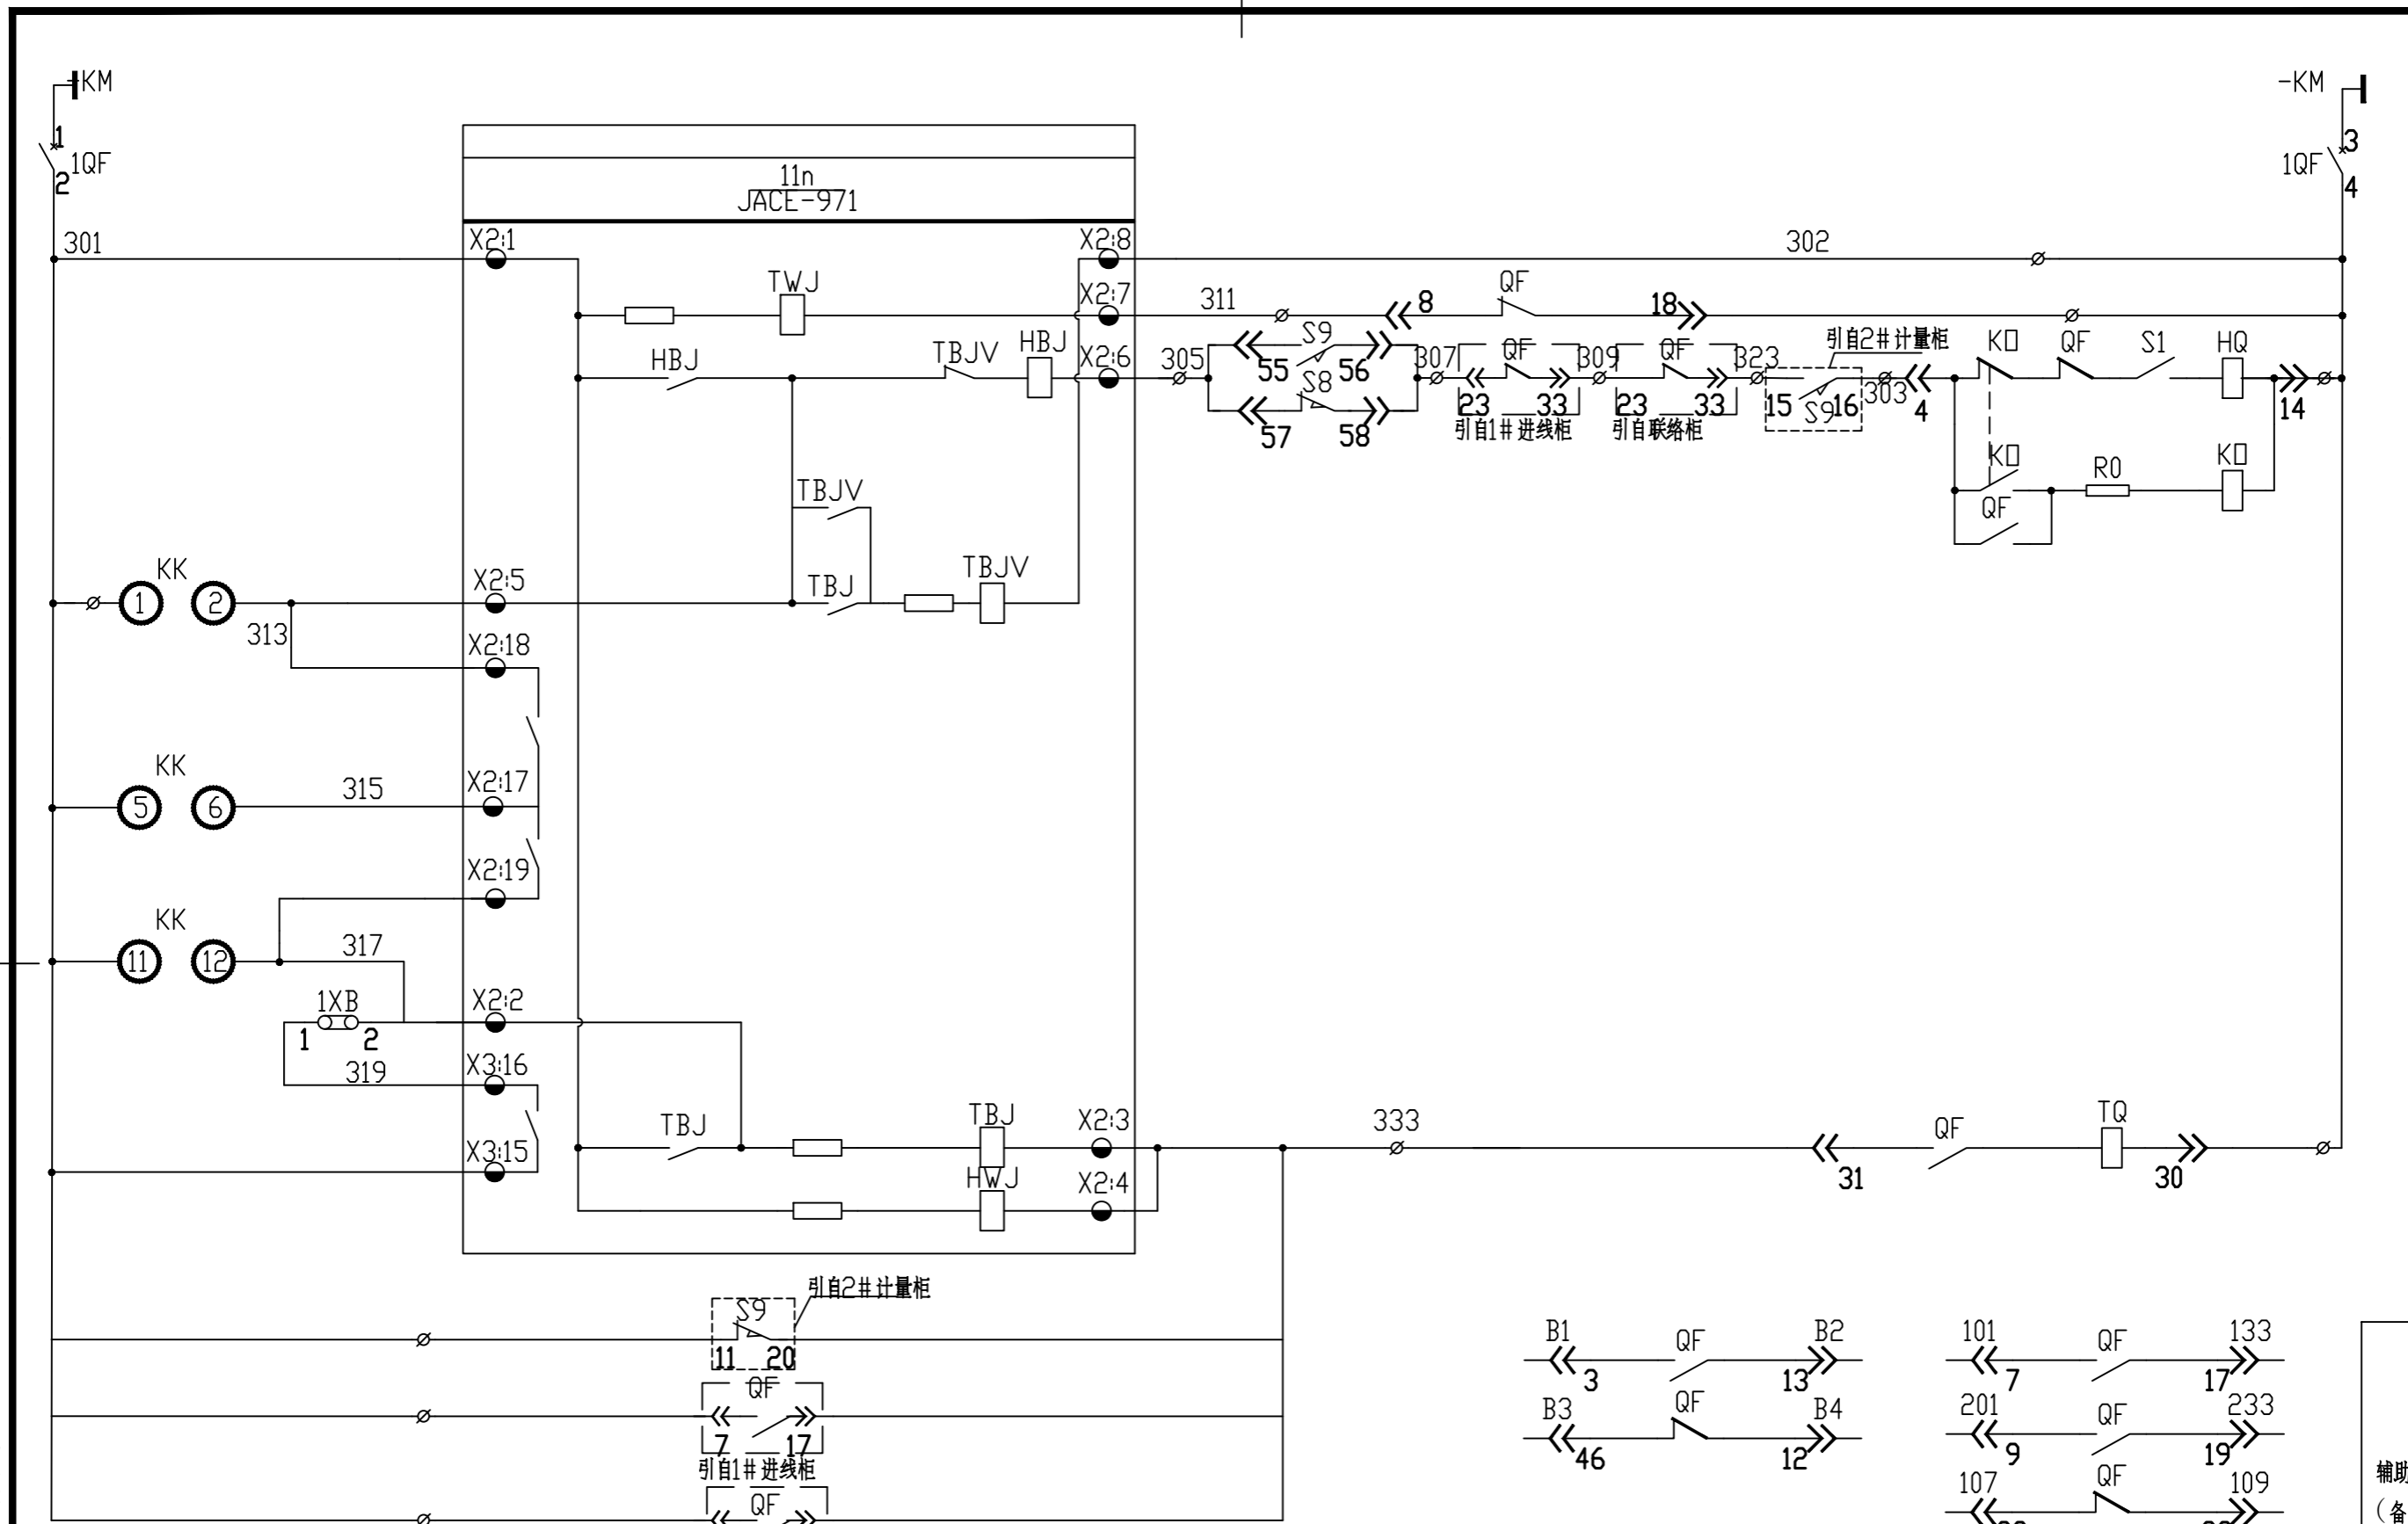 KM
-KM
1
1QF
2
3
1QF
4
11n
JACE-971
301
X2:1
X2:8
302
TWJ
X2:7
311
8
QF
18
HBJ
TBJV
HBJ
X2:6
305
S9
55
56
S8
57
58
307
QF
23
33
引自1#进线柜
309
QF
23
33
引自联络柜
323
引自2#计量柜
15
S9
16
303
4
KO
QF
S1
HQ
14
KO
R0
KO
QF
TBJV
KK
1
2
X2:5
TBJ
TBJV
313
X2:18
KK
5
6
315
X2:17
X2:19
KK
11
12
317
1XB
1
2
X2:2
319
X3:16
X3:15
TBJ
TBJ
X2:3
333
31
QF
TQ
30
HWJ
X2:4
引自2#计量柜
S9
11
20
QF
7
17
引自1#进线柜
QF
B1
QF
B2
3
13
B3
QF
B4
46
12
101
QF
133
7
17
201
QF
233
9
19
107
QF
109
辅助
(备